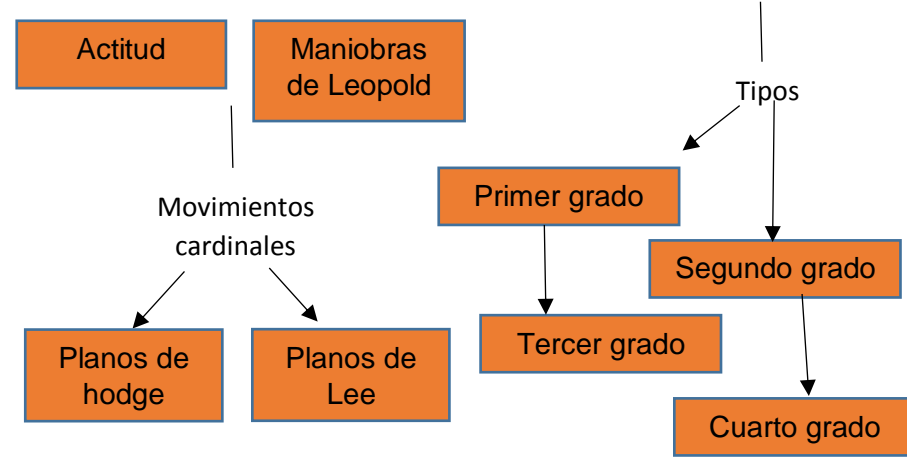 Actitud
Maniobras
de Leopold
Tipos
Primer grado
Movimientos
cardinales
Segundo grado
Tercer grado
Planos de
hodge
Planos de
Lee
Cuarto grado